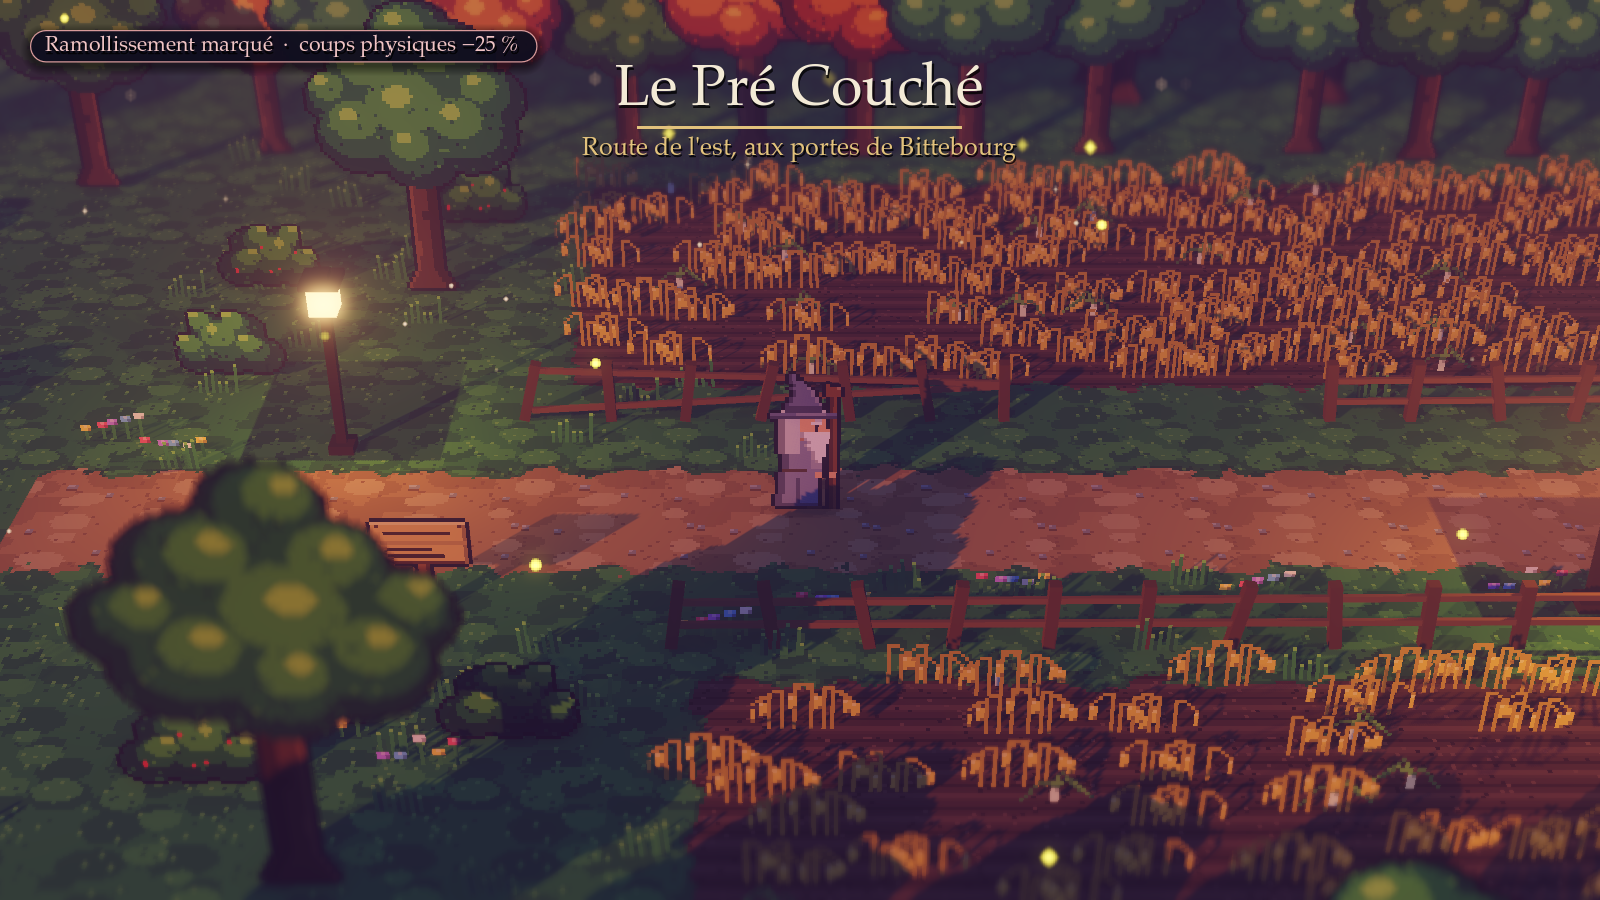 Ramollissement marqué · coups physiques −25 %
Le Pré Couché
Route de l'est, aux portes de Bittebourg